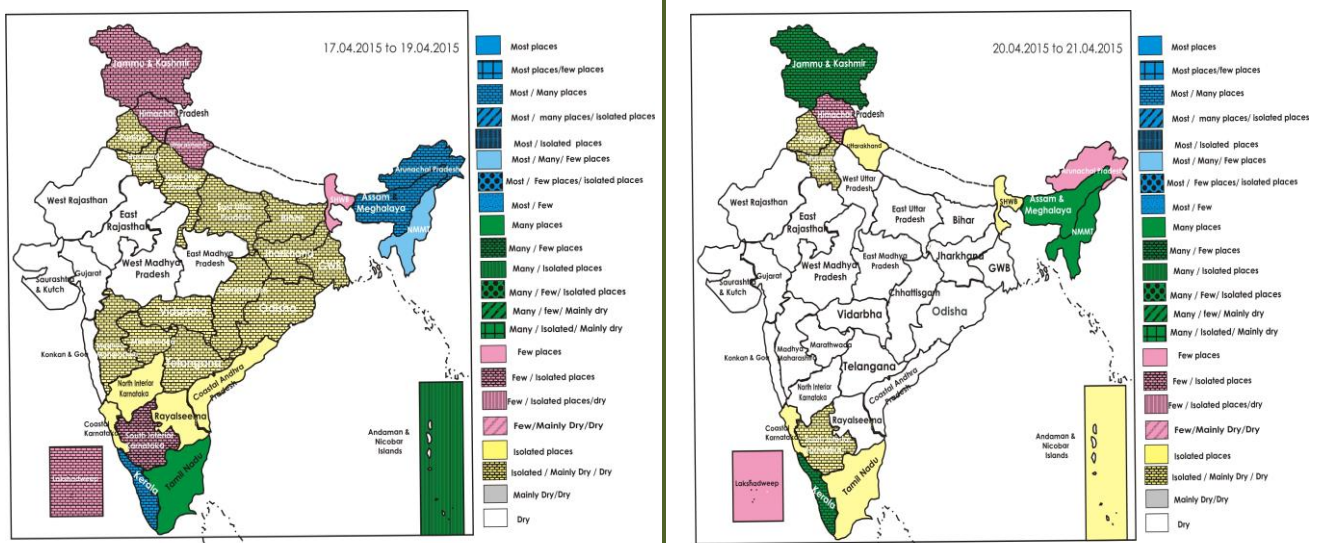 17.04.2015 to 19.04.2015
Jammu & Kashmir
Himachal Pradesh
West Rajasthan
East
Rajasthan
Bihar
SHWB
Arunachal Pradesh
Assam
Meghalaya
NMMT
Saurashtra
& Kutch
Gujarat
West Madhya
Pradesh
East Madhya
Pradesh
GWB
Odisha
Vidarbha
Telangana
Konkan & Goa
North Interior
Karnataka
Coastal Andhra
Pradesh
Rayalseema
Coastal
Karnataka
South Interior
Karnataka
Tamil Nadu
Kerala
Lakshadweep
Andaman &
Nicobar
Islands
Most places
Most places/few places
Most / Many places
Most / many places/ isolated places
Most / Isolated places
Most / Many/ Few places
Most / Few places/ isolated places
Most / Few
Many places
Many / Few places
Many / Isolated places
Many / Few/ Isolated places
Many / few/ Mainly dry
Many / Isolated/ Mainly dry
Few places
Few / Isolated places
Few / Isolated places/dry
Few/Mainly Dry/Dry
Isolated places
Isolated / Mainly Dry / Dry
Mainly Dry/Dry
Dry
20.04.2015 to 21.04.2015
Jammu & Kashmir
Himachal Pradesh
Uttarakhand
West Uttar
Pradesh
West Rajasthan
East
Rajasthan
East Uttar
Pradesh
Bihar
SHWB
Arunachal Pradesh
Assam &
Meghalaya
NMMT
Saurashtra
& Kutch
Gujarat
West Madhya
Pradesh
East Madhya
Pradesh
Jharkhand
GWB
Chhattisgarh
Odisha
Vidarbha
Konkan & Goa
Madhya
Maharashtra
Marathwada
Telangana
North Interior
Karnataka
Coastal Andhra
Pradesh
Rayalseema
Coastal
Karnataka
Tamil Nadu
Kerala
Lakshadweep
Andaman &
Nicobar
Islands
Most places
Most places/few places
Most / Many places
Most / many places/ isolated places
Most / Isolated places
Most / Many/ Few places
Most / Few places/ isolated places
Most / Few
Many places
Many / Few places
Many / Isolated places
Many / Few/ Isolated places
Many / few/ Mainly dry
Many / Isolated/ Mainly dry
Few places
Few / Isolated places
Few / Isolated places/dry
Few/Mainly Dry/Dry
Isolated places
Isolated / Mainly Dry / Dry
Mainly Dry/Dry
Dry